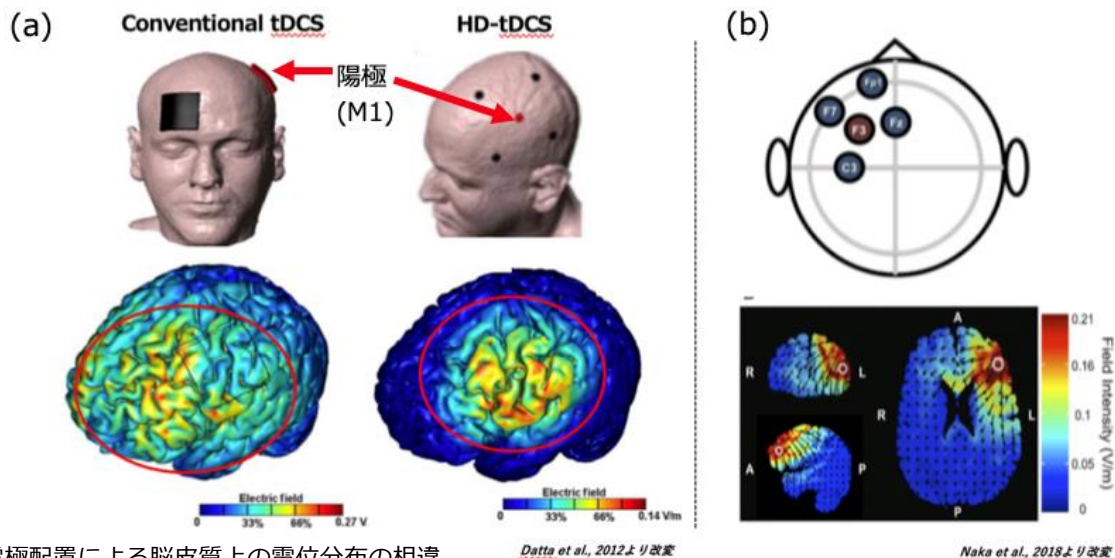 (a)
Conventional tDCS
HD-tDCS
陽極
(M1)
Electric field
0 33% 66% 0.27 V
Electric field
0 33% 66% 0.14 V/m
電極配置による脳皮質上の電位分布の相違
Datta et al., 2012より改変
(b)
Fp1
F7
F3
Fz
C3
A
R
L
R
L
A
P
P
0.21
0.16
0.1
0.05
0
Field Intensity (V/m)
Naka et al., 2018より改変